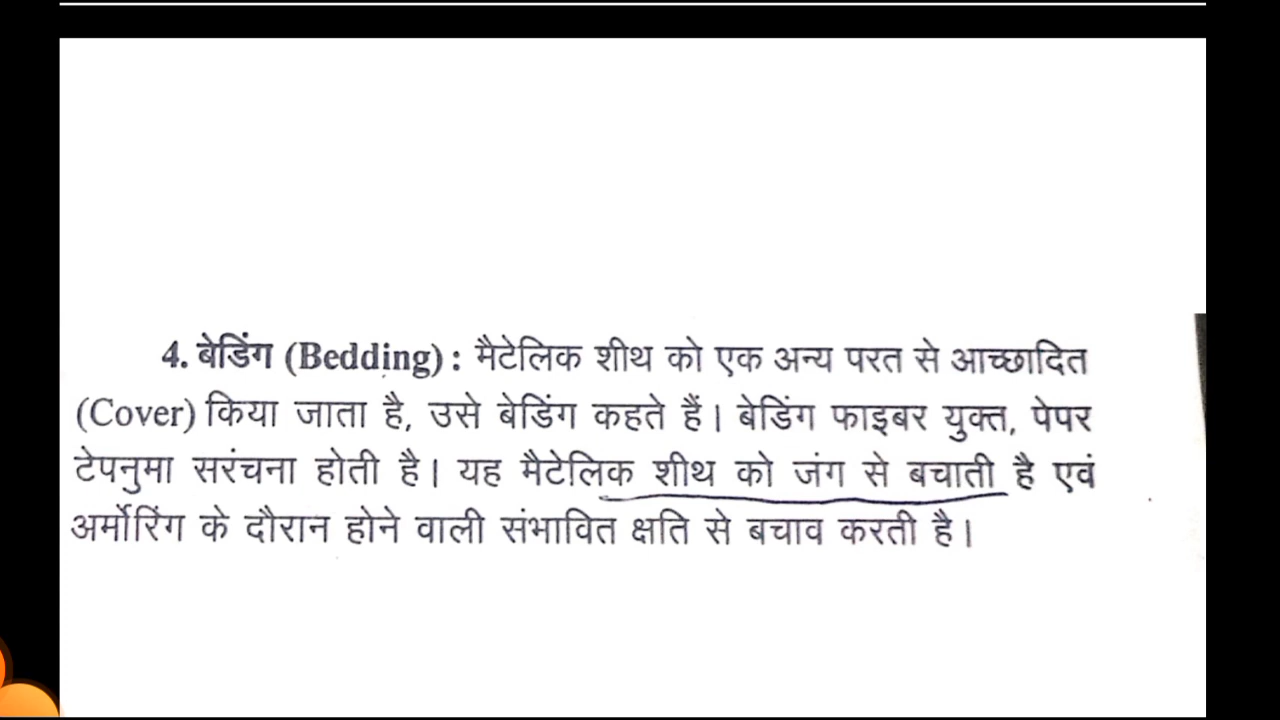 4. बेडिंग (Bedding) : मैटेलिक शीथ को एक अन्य परत से आच्छादित
(Cover) किया जाता है, उसे बेडिंग कहते हैं। बेडिंग फाइबर युक्त, पेपर
टेपनुमा सरंचना होती है। यह मैटेलिक शीथ को जंग से बचाती है एवं
अर्मोरिंग के दौरान होने वाली संभावित क्षति से बचाव करती है।